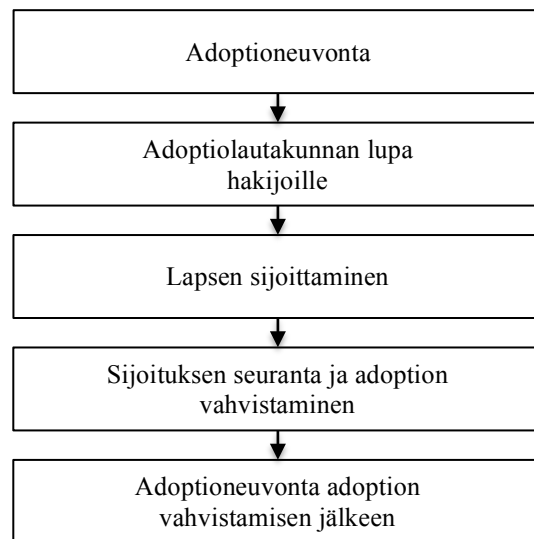 Adoptioneuvonta
Adoptiolautakunnan lupa
hakijoille
Lapsen sijoittaminen
Sijoituksen seuranta ja adoption
vahvistaminen
Adoptioneuvonta adoption
vahvistamisen jälkeen